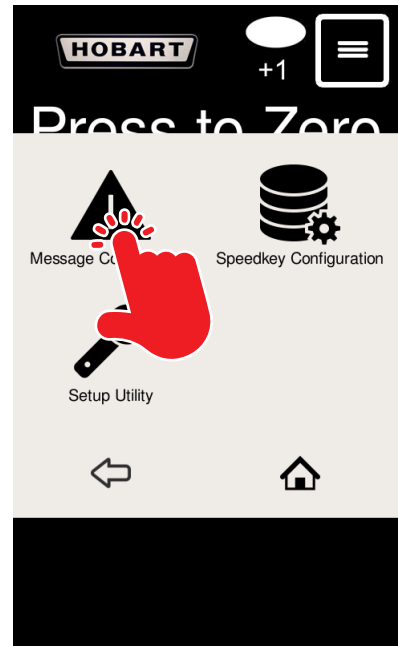 HOBART
+1
Press to Zero
Message
Speedkey Configuration
Setup Utility